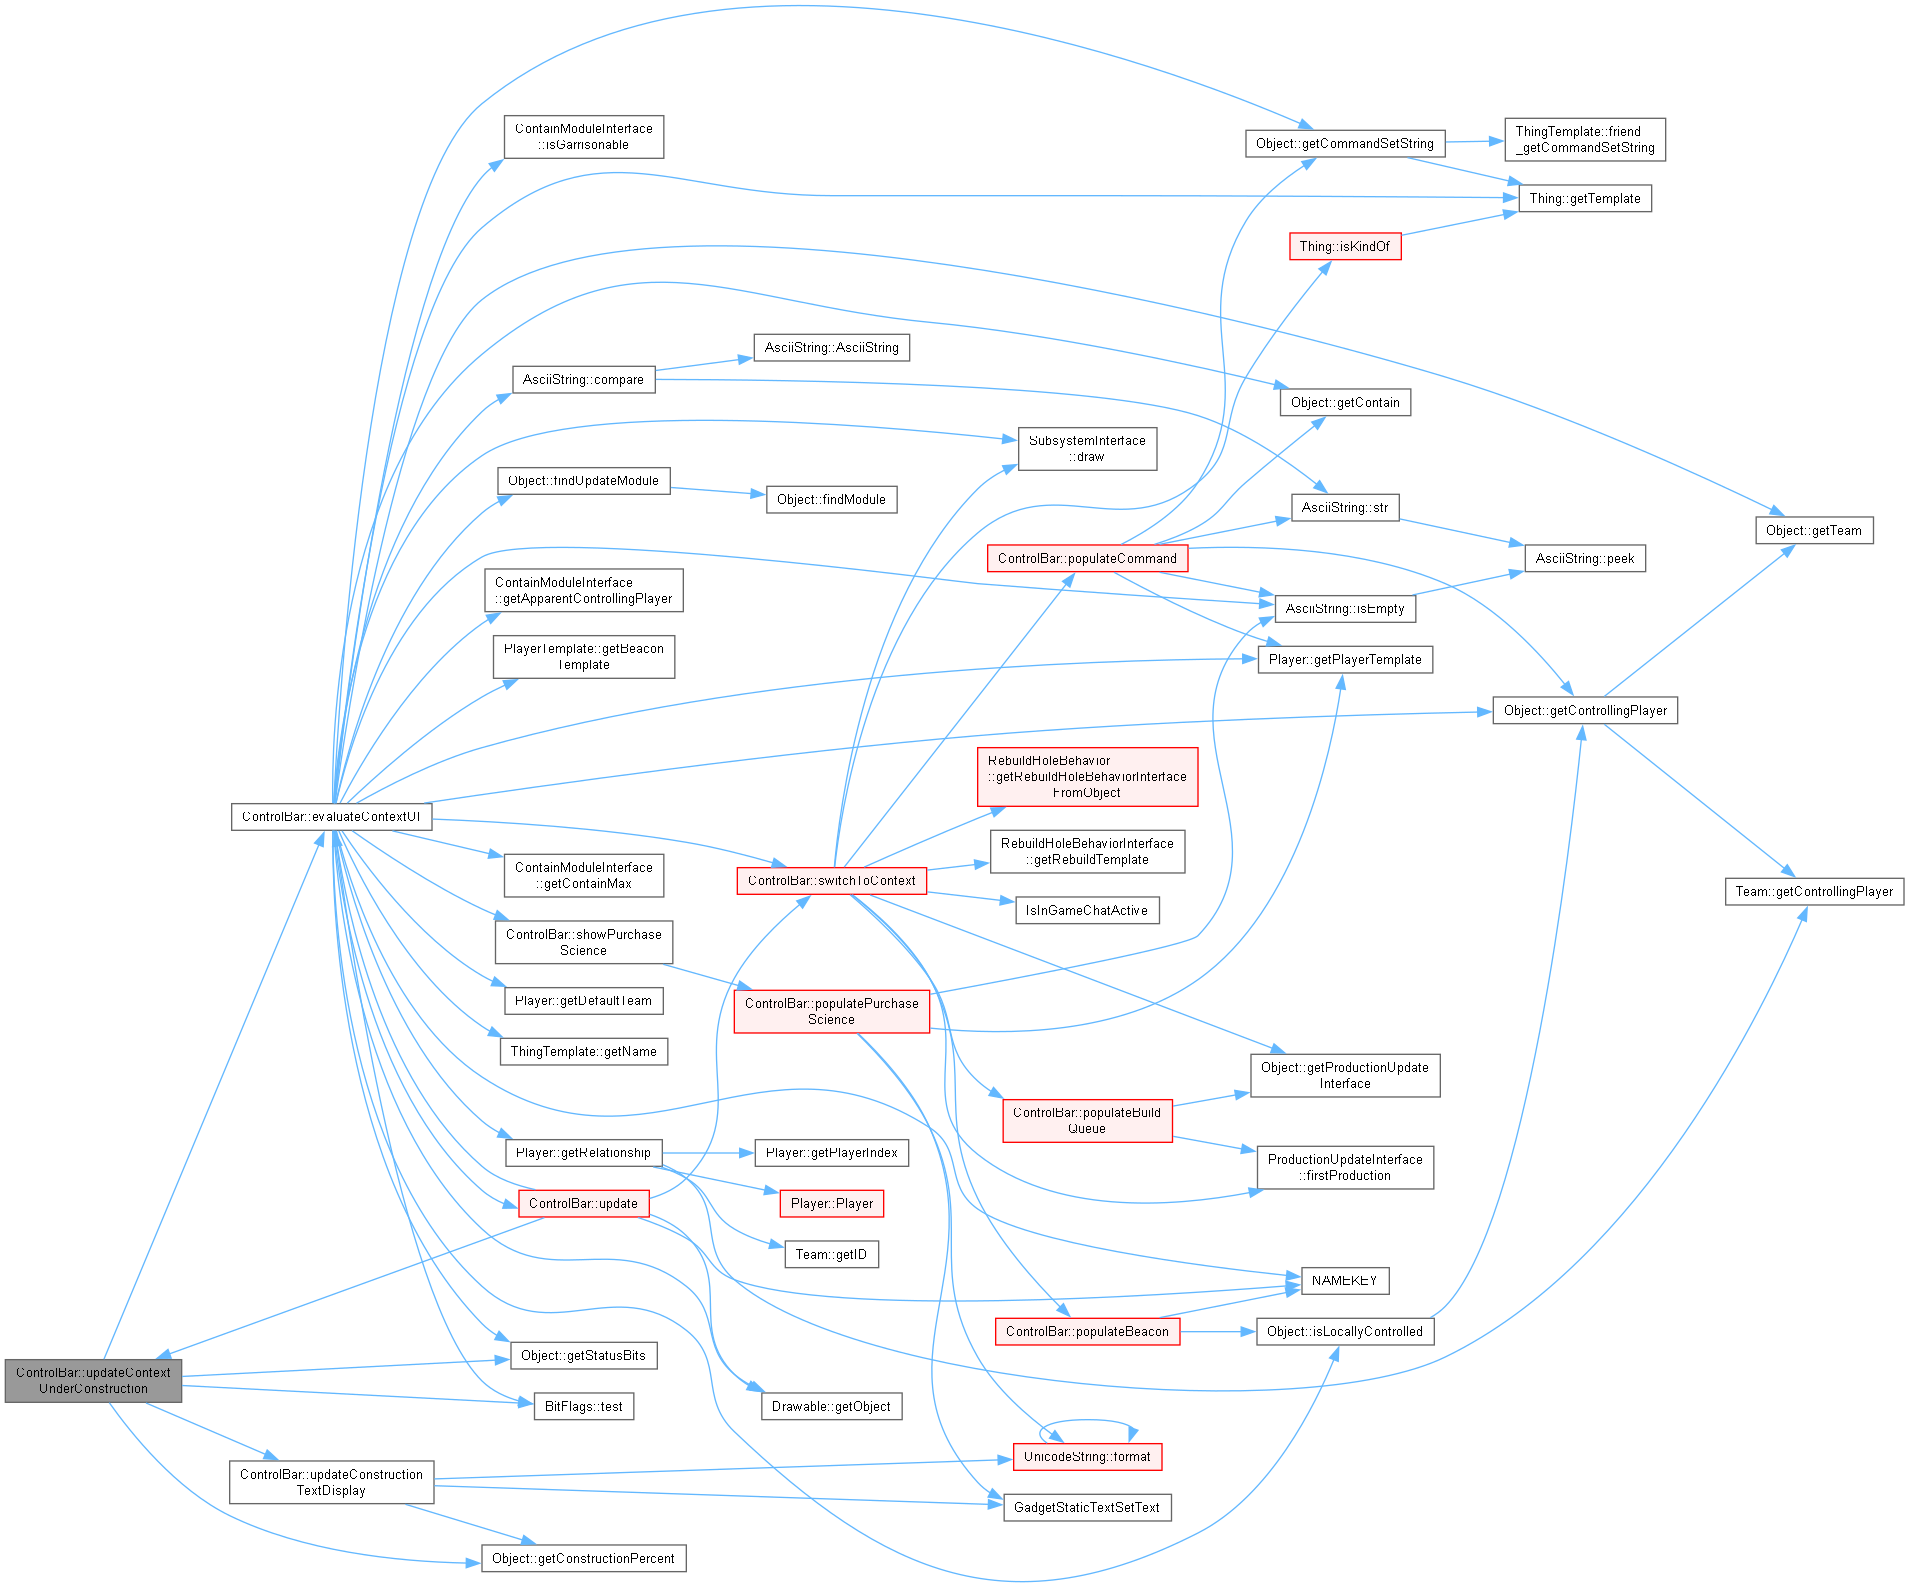 ContainModuleInterface
::isGarrisonable
Object::getCommandSetString
ThingTemplate::friend
_getCommandSetString
Thing::getTemplate
Thing::isKindOf
AsciiString::AsciiString
AsciiString::compare
Object::getContain
SubsystemInterface
::draw
Object::findUpdateModule
Object::findModule
AsciiString::str
Object::getTeam
ControlBar::populateCommand
AsciiString::peek
ContainModuleInterface
::getApparentControllingPlayer
AsciiString::isEmpty
PlayerTemplate::getBeacon
Template
Player::getPlayerTemplate
Object::getControllingPlayer
RebuildHoleBehavior
::getRebuildHoleBehaviorInterface
FromObject
ControlBar::evaluateContextUI
RebuildHoleBehaviorInterface
::getRebuildTemplate
ContainModuleInterface
::getContainMax
ControlBar::switchToContext
Team::getControllingPlayer
IsInGameChatActive
ControlBar::showPurchase
Science
Player::getDefaultTeam
ControlBar::populatePurchase
Science
ThingTemplate::getName
Object::getProductionUpdate
Interface
ControlBar::populateBuild
Queue
Player::getRelationship
Player::getPlayerIndex
ProductionUpdateInterface
::firstProduction
ControlBar::update
Player::Player
Team::getID
NAMEKEY
ControlBar::populateBeacon
Object::isLocallyControlled
Object::getStatusBits
ControlBar::updateContext
UnderConstruction
BitFlags::test
Drawable::getObject
UnicodeString::format
ControlBar::updateConstruction
TextDisplay
GadgetStaticTextSetText
Object::getConstructionPercent